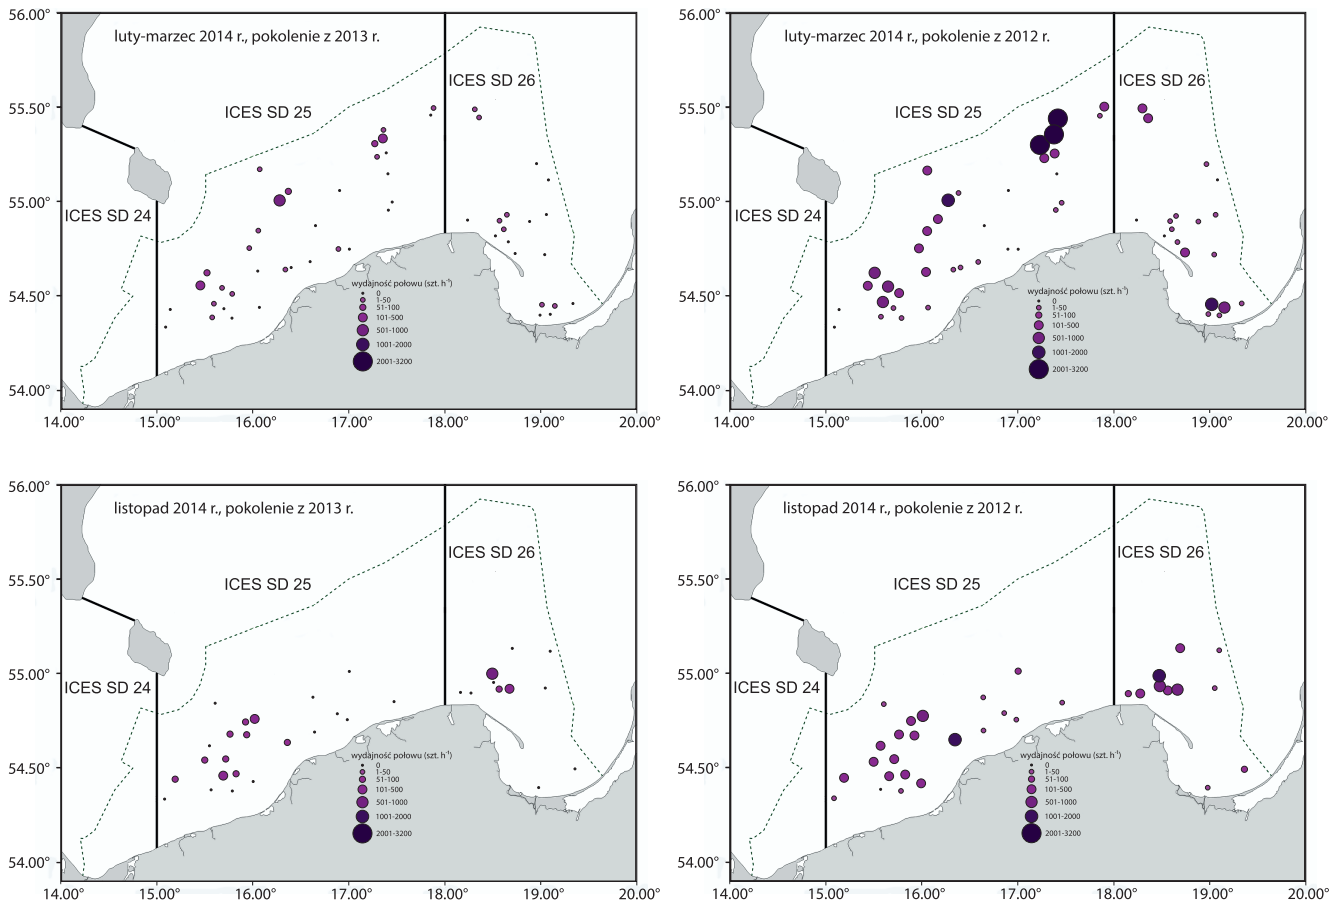 56.00°
luty-marzec 2014 r., pokolenie z 2013 r.
ICES SD 26
ICES SD 25
55.50°
55.00°
ICES SD 24
wydajność połowu (szt. h⁻¹)
0
1-50
51-100
101-500
501-1000
1001-2000
2001-3200
54.50°
54.00°
14.00° 15.00° 16.00° 17.00° 18.00° 19.00° 20.00°
56.00°
luty-marzec 2014 r., pokolenie z 2012 r.
ICES SD 26
ICES SD 25
55.50°
55.00°
ICES SD 24
wydajność połowu (szt. h⁻¹)
0
1-50
51-100
101-500
501-1000
1001-2000
2001-3200
54.50°
54.00°
14.00° 15.00° 16.00° 17.00° 18.00° 19.00° 20.00°
56.00°
listopad 2014 r., pokolenie z 2013 r.
ICES SD 26
ICES SD 25
55.50°
55.00°
ICES SD 24
wydajność połowu (szt. h⁻¹)
0
1-50
51-100
101-500
501-1000
1001-2000
2001-3200
54.50°
54.00°
14.00° 15.00° 16.00° 17.00° 18.00° 19.00° 20.00°
56.00°
listopad 2014 r., pokolenie z 2012 r.
ICES SD 26
ICES SD 25
55.50°
55.00°
ICES SD 24
wydajność połowu (szt. h⁻¹)
0
1-50
51-100
101-500
501-1000
1001-2000
2001-3200
54.50°
54.00°
14.00° 15.00° 16.00° 17.00° 18.00° 19.00° 20.00°